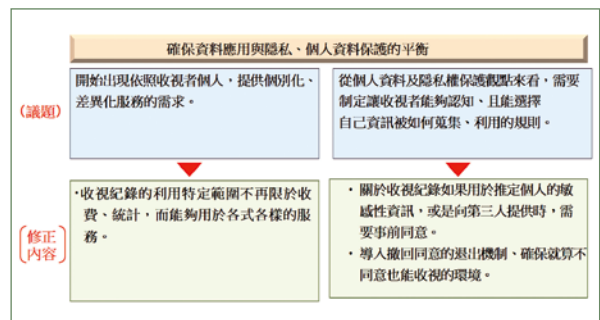 確保資料應用與隱私、個人資料保護的平衡
(議題)
開始出現依照收視者個人，提供個別化、
差異化服務的需求。
從個人資料及隱私權保護觀點來看，需要
制定讓收視者能夠認知、且能選擇
自己資訊被如何蒐集、利用的規則。
修正
內容
・收視紀錄的利用特定範圍不再限於收
費、統計，而能夠用於各式各樣的服
務。
・ 關於收視紀錄如果用於推定個人的敏
感性資訊，或是向第三人提供時，需
要事前同意。
・ 導入撤回同意的退出機制、確保就算不
同意也能收視的環境。